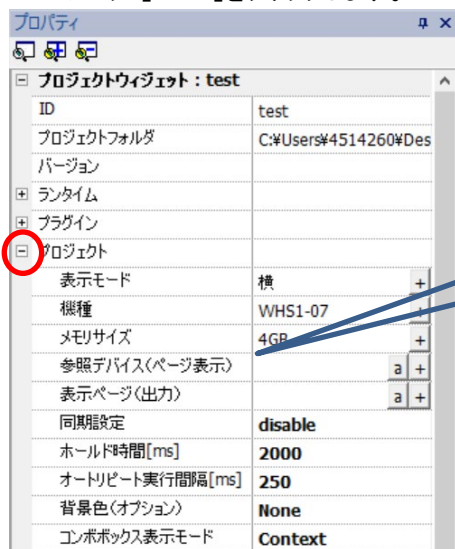 プロパティ
プロジェクトウィジェット : test
ID test
プロジェクトフォルダ C:¥Users¥4514260¥Des
バージョン
ランタイム
プラグイン
プロジェクト
表示モード 横 +
機種 WHS1-07 +
メモリサイズ 4GB +
参照デバイス(ページ表示) a +
表示ページ(出力) a +
同期設定 disable
ホールド時間[ms] 2000
オートリピート実行間隔[ms] 250
背景色(オプション) None
コンボボックス表示モード Context